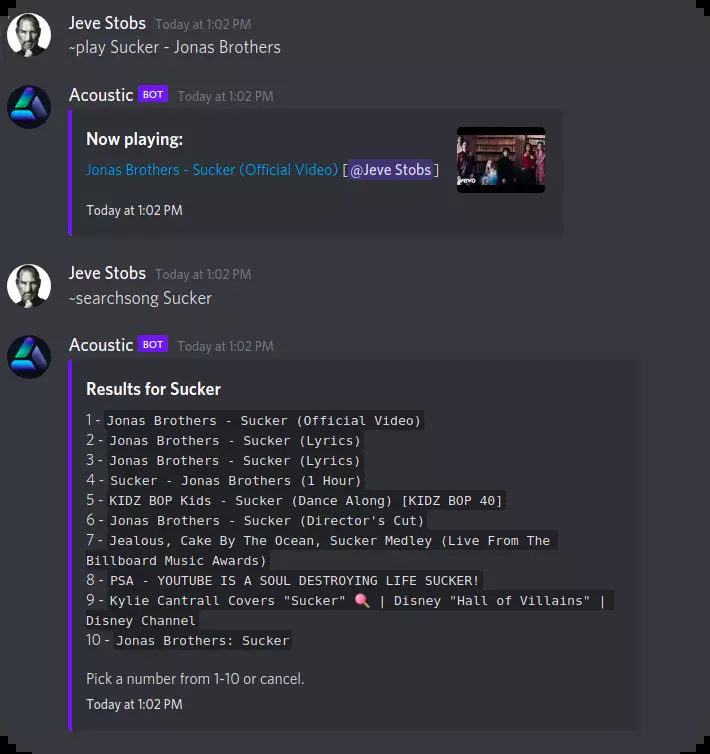 Jeve Stobs Today at 1:02 PM
~play Sucker - Jonas Brothers
Acoustic BOT Today at 1:02 PM
Now playing:
Jonas Brothers - Sucker (Official Video) [@Jeve Stobs]
vevo
Today at 1:02 PM
Jeve Stobs Today at 1:02 PM
~searchsong Sucker
Acoustic BOT Today at 1:02 PM
Results for Sucker
1 - Jonas Brothers - Sucker (Official Video)
2 - Jonas Brothers - Sucker (Lyrics)
3 - Jonas Brothers - Sucker (Lyrics)
4 - Sucker - Jonas Brothers (1 Hour)
5 - KIDZ BOP Kids - Sucker (Dance Along) [KIDZ BOP 40]
6 - Jonas Brothers - Sucker (Director's Cut)
7 - Jealous, Cake By The Ocean, Sucker Medley (Live From The
Billboard Music Awards)
8 - PSA - YOUTUBE IS A SOUL DESTROYING LIFE SUCKER!
9 - Kylie Cantrall Covers "Sucker" 🍭 | Disney "Hall of Villains" |
Disney Channel
10 - Jonas Brothers: Sucker
Pick a number from 1-10 or cancel.
Today at 1:02 PM